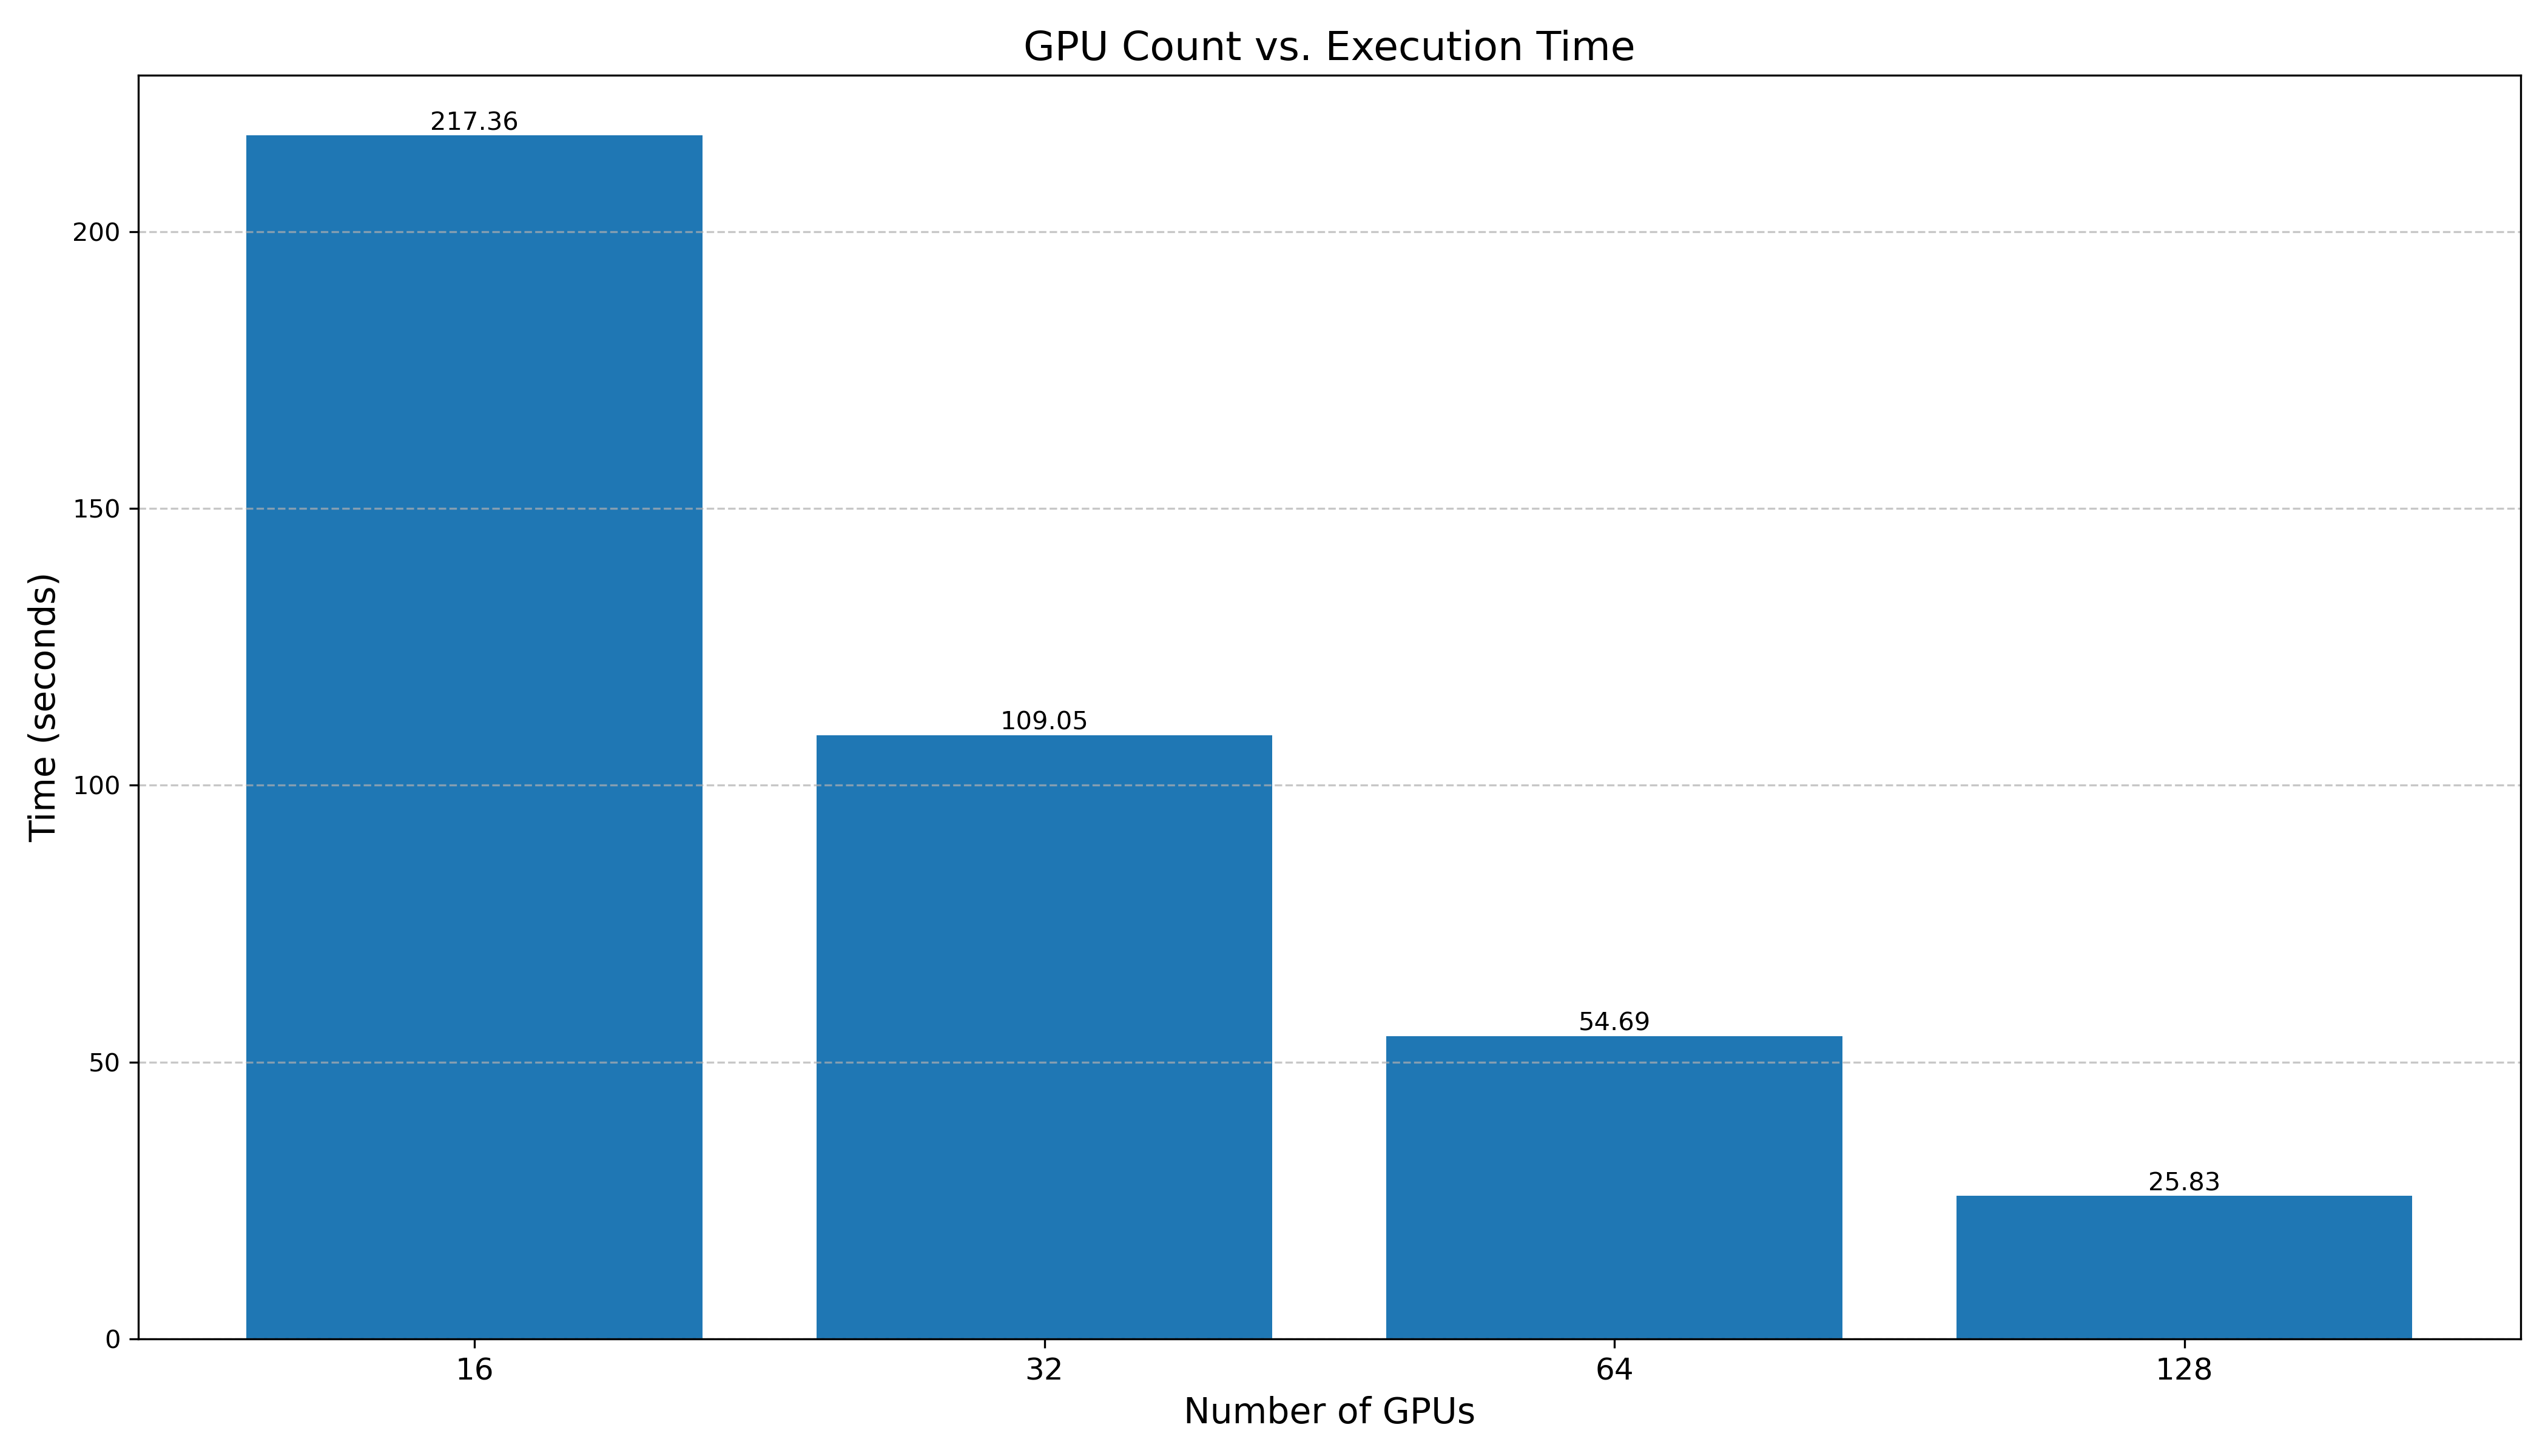 GPU Count vs. Execution Time
217.36
200
150
109.05
100
54.69
50
25.83
0
16 32 64 128
Time (seconds)
Number of GPUs